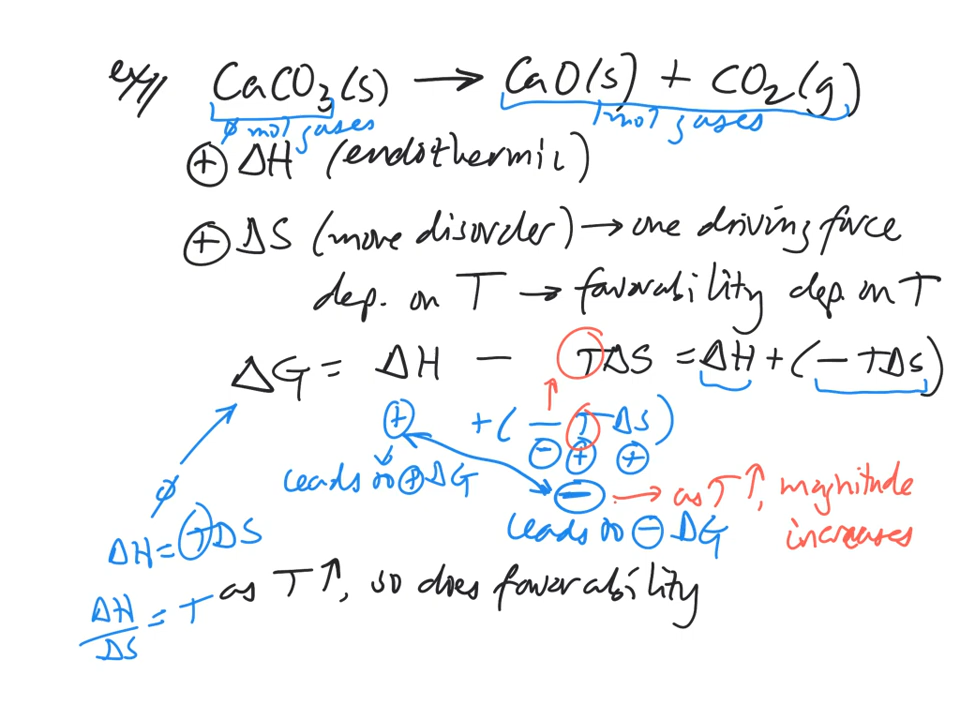 ex// CaCO₃(s) → CaO(s) + CO₂(g)
∅ mol gases 1mol gases
⊕ ΔH (endothermic)
⊕ ΔS (more disorder) → one driving force
dep. on T → favorability dep. on T
ΔG = ΔH − TΔS = ΔH + (−TΔS)
⊕ + (− T ΔS)
⊖ ⊕ ⊕
leads to ⊕ ΔG ⊖ → as T↑, magnitude
∅ leads to ⊖ ΔG increases
ΔH = TΔS
as T↑, so does favorability
ΔH/ΔS = T